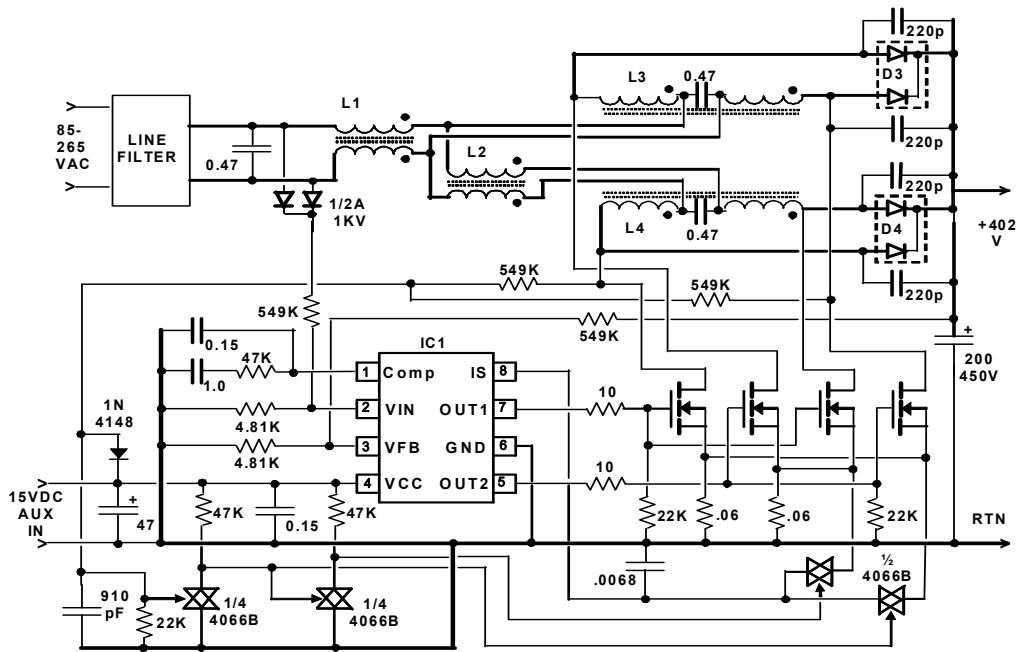 220p
D3
220p
L3
0.47
L1
85-
265
VAC
LINE
FILTER
0.47
L2
220p
1/2A
1KV
L4
0.47
D4
+402
V
220p
549K
549K
549K
549K
0.15
47K
1.0
IC1
1 Comp IS 8
2 VIN OUT1 7
3 VFB GND 6
4 VCC OUT2 5
+
200
450V
10
1N
4148
4.81K
4.81K
10
15VDC
AUX
IN
+
47
47K
0.15
47K
22K
.06
.06
22K
RTN
.0068
½
4066B
910
pF
22K
1/4
4066B
1/4
4066B